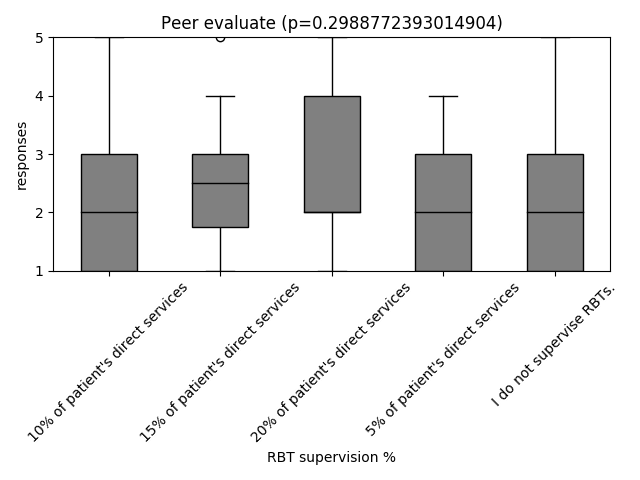 Peer evaluate (p=0.2988772393014904)
responses
5
4
3
2
1
10% of patient's direct services
15% of patient's direct services
20% of patient's direct services
5% of patient's direct services
I do not supervise RBTs.
RBT supervision %